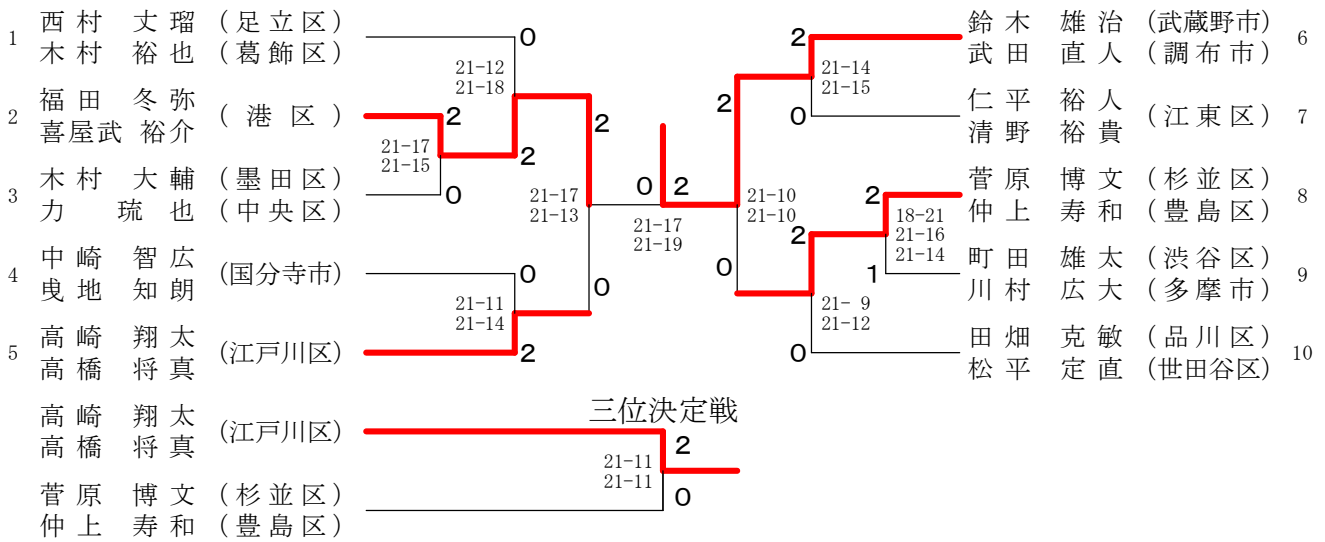 1 西村 丈瑠 (足立区)
木村 裕也 (葛飾区)
2 福田 冬弥 (港区)
喜屋武 裕介
3 木村 大輔 (墨田区)
力 琉也 (中央区)
4 中崎 智広 (国分寺市)
曵地 知朗
5 高崎 翔太 (江戸川区)
高橋 将真
0
21-12
21-18
2
21-17
21-15
0
2
2
21-17
21-13
0
21-11
21-14
2
0
0
2
21-17
21-19
2
21-14
21-15
0
2
21-10
21-10
0
2
18-21
21-16
21-14
1
2
21- 9
21-12
0
鈴木 雄治 (武蔵野市) 6
武田 直人 (調布市)
仁平 裕人 (江東区) 7
清野 裕貴
菅原 博文 (杉並区) 8
仲上 寿和 (豊島区)
町田 雄太 (渋谷区) 9
川村 広大 (多摩市)
田畑 克敏 (品川区) 10
松平 定直 (世田谷区)
三位決定戦
高崎 翔太 (江戸川区)
高橋 将真
菅原 博文 (杉並区)
仲上 寿和 (豊島区)
2
21-11
21-11
0